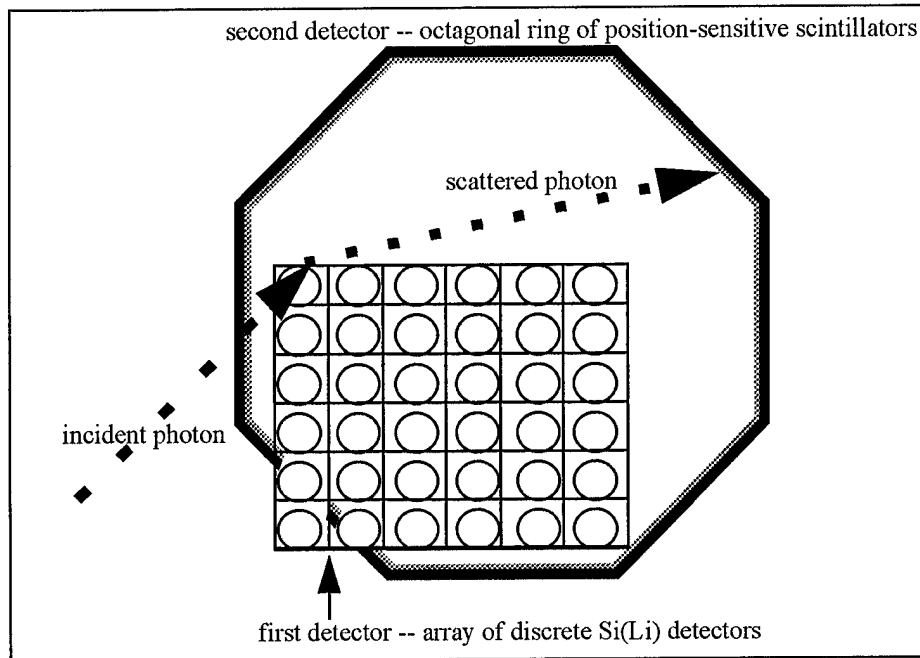 second detector -- octagonal ring of position-sensitive scintillators
scattered photon
incident photon
first detector -- array of discrete Si(Li) detectors